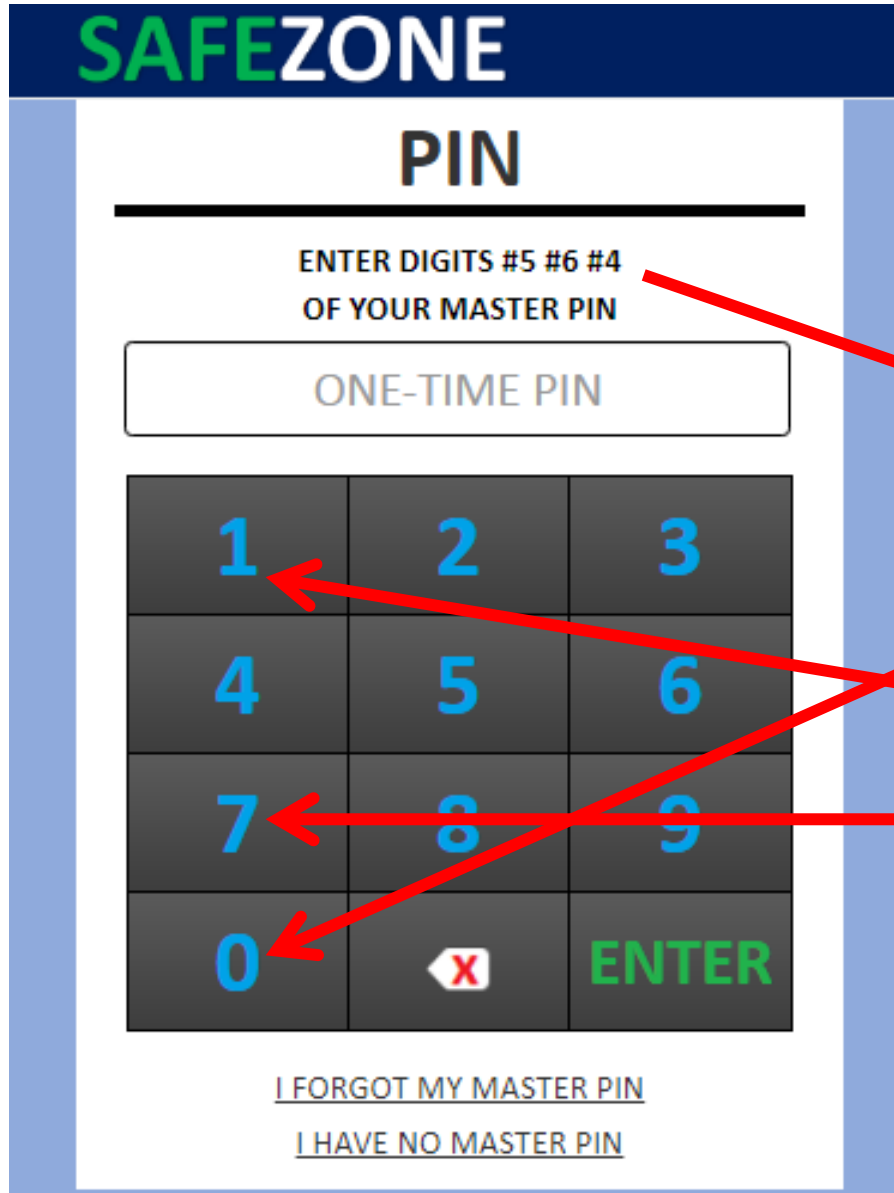 SAFEZONE
PIN
ENTER DIGITS #5 #6 #4
OF YOUR MASTER PIN
ONE-TIME PIN
1 2 3
4 5 6
7 8 9
0 X ENTER
I FORGOT MY MASTER PIN
I HAVE NO MASTER PIN